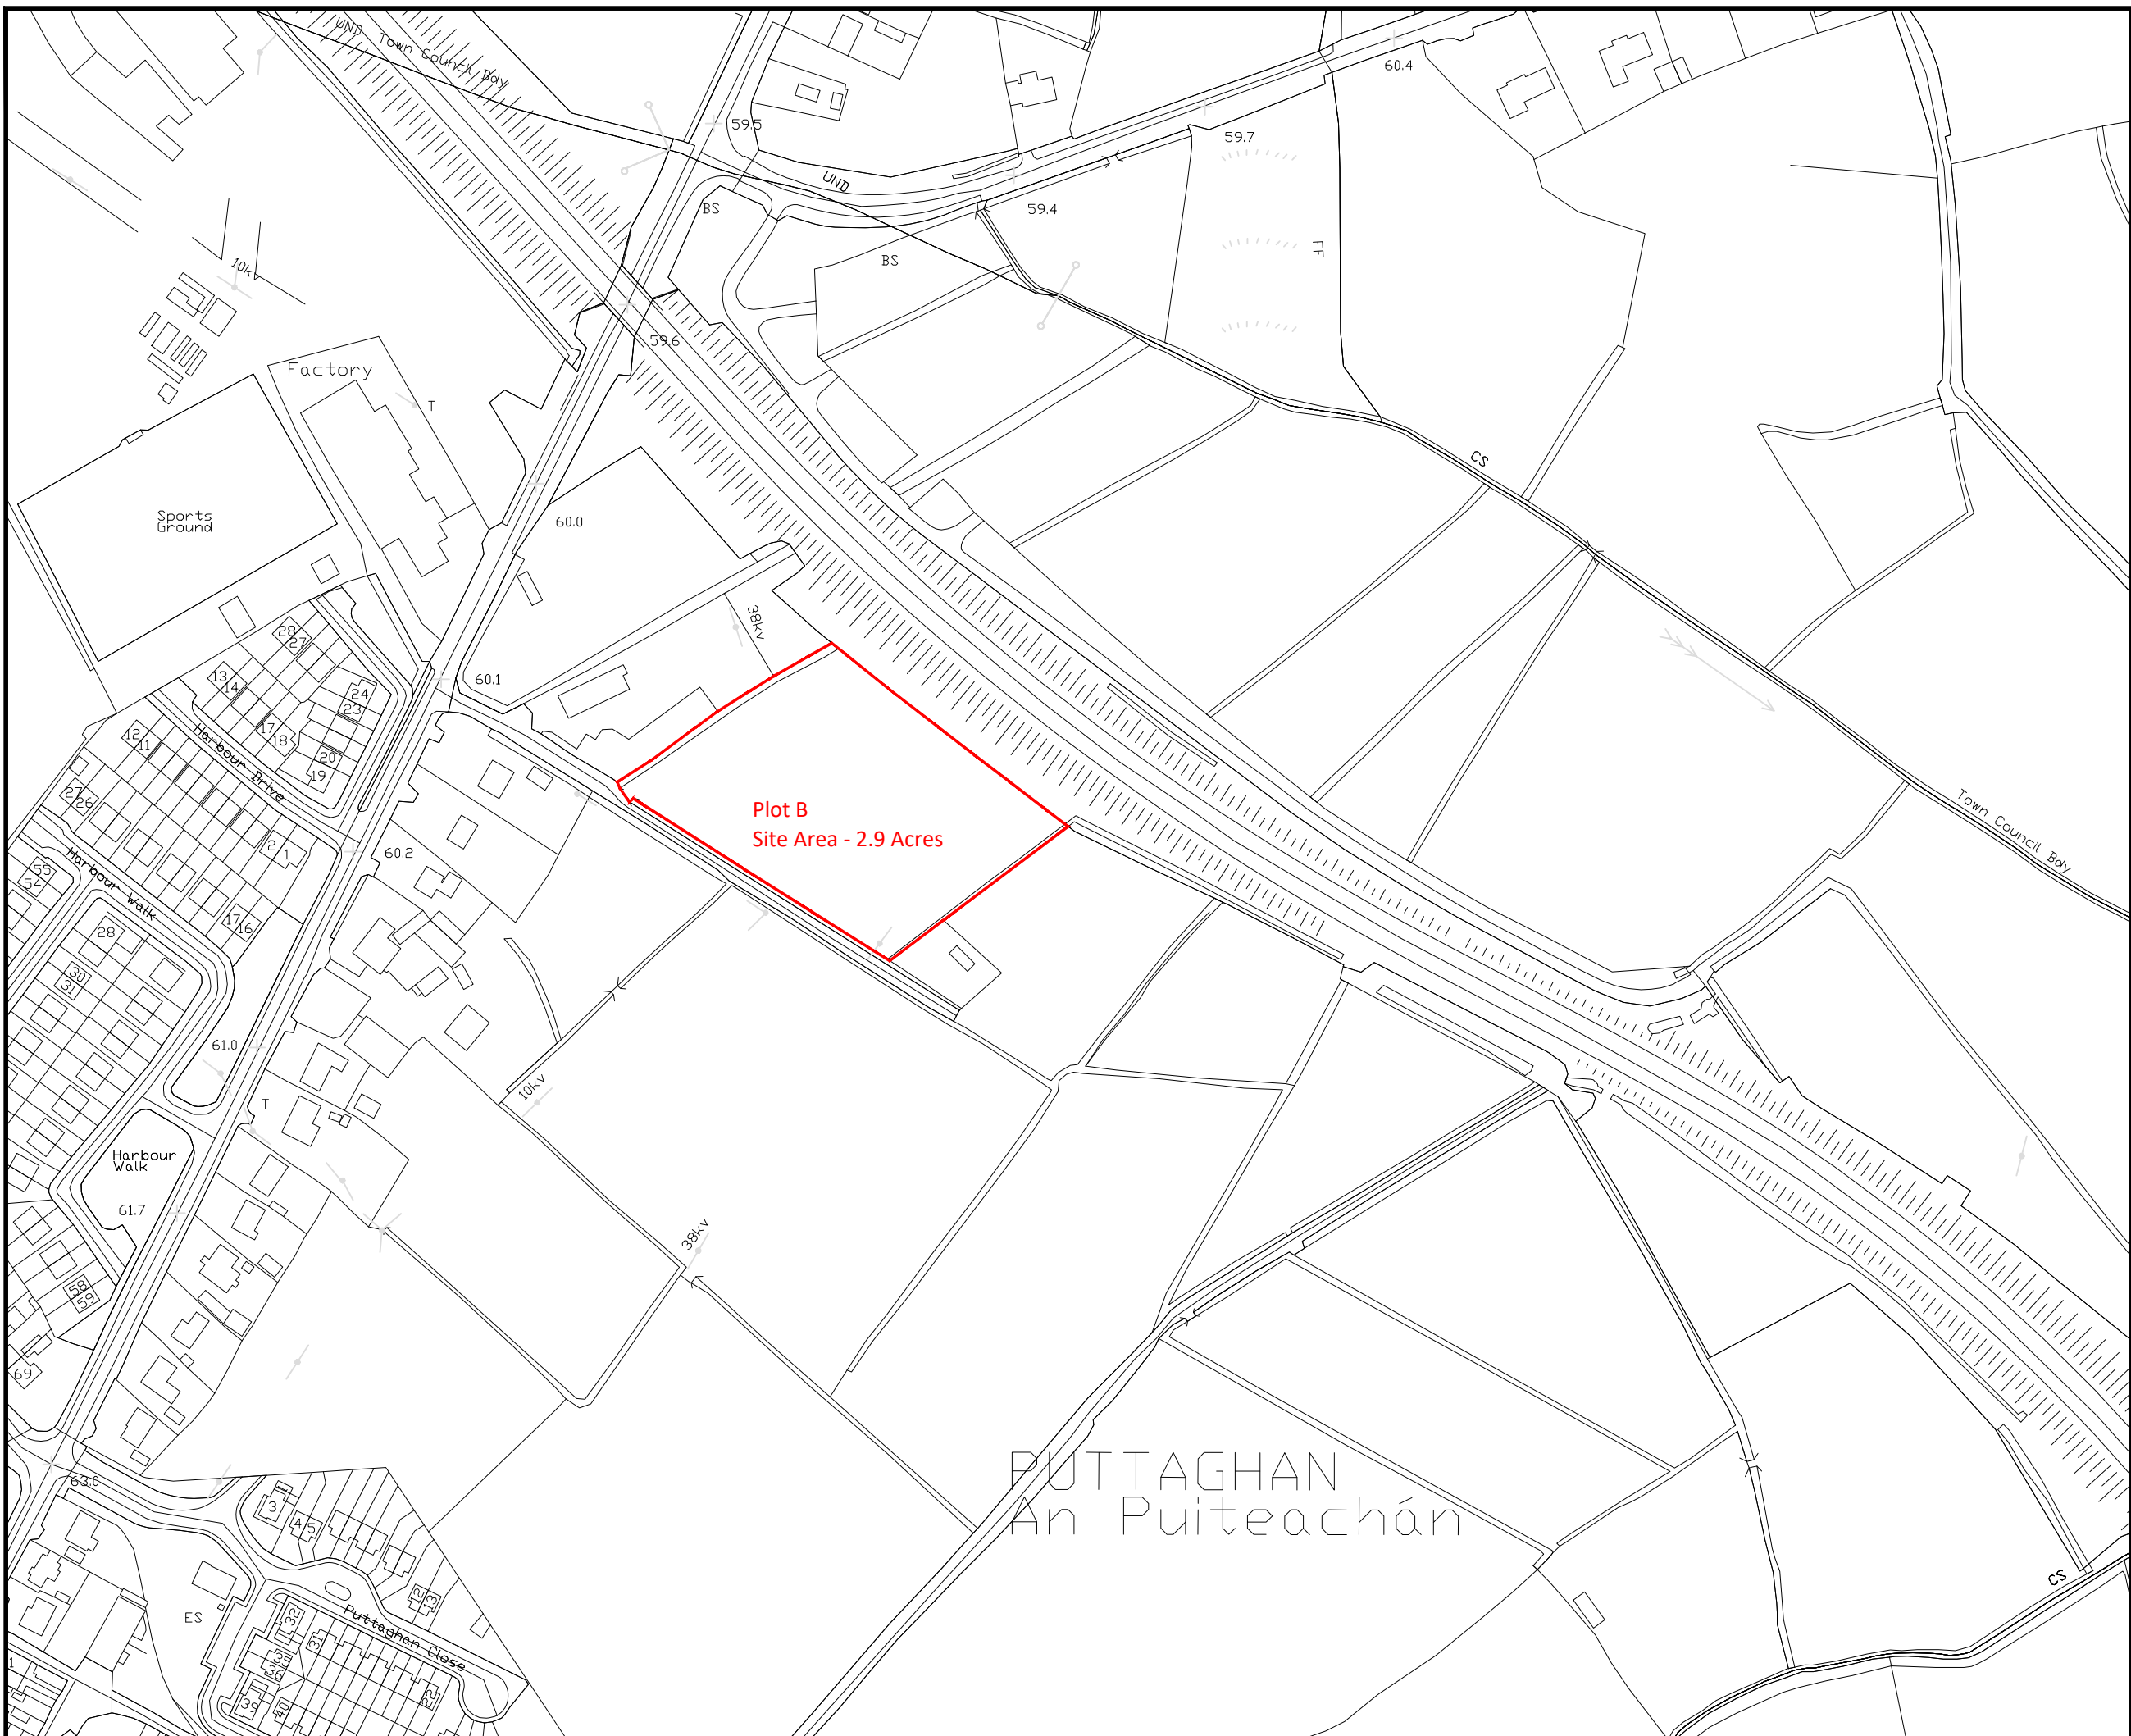 UND Town Council Bdy
60.4
59.5
59.7
UND
BS
59.4
FF
BS
10kv
59.6
Factory
T
CS
Sports
Ground
60.0
38kv
28
27
13
14
24
23
60.1
17
18
12
11
20
19
Harbour Drive
27
26
Plot B
Site Area - 2.9 Acres
Town Council Bdy
2
1
60.2
55
54
Harbour Walk
17
16
28
30
31
61.0
10kv
T
Harbour
Walk
61.7
38kv
58
59
69
PUTTAGHAN
An Puiteachán
63.0
3
4
5
12
13
CS
ES
32
31
Puttaghan Close
35
36
22
39
40
1